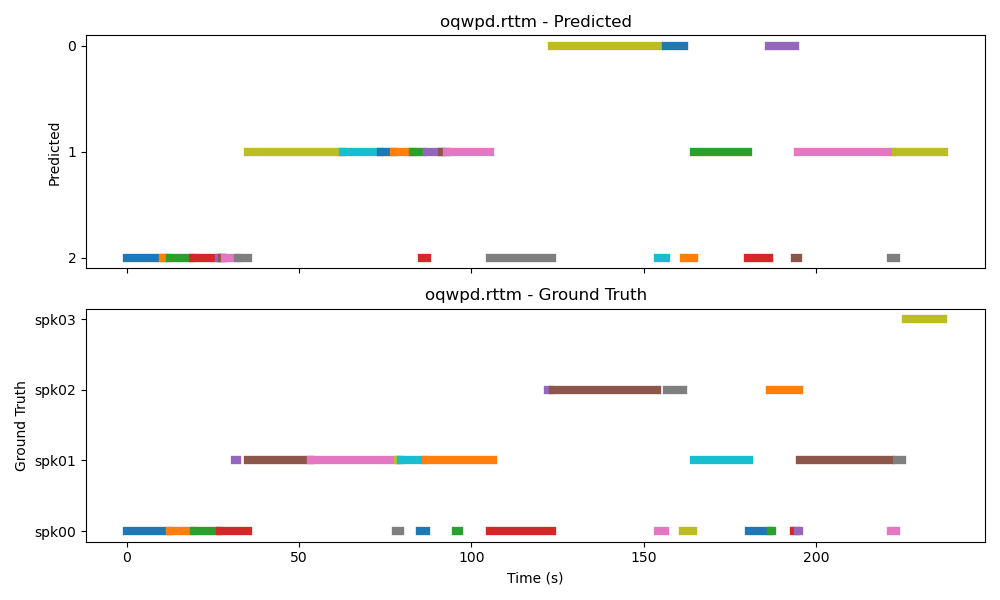 oqwpd.rttm - Predicted
0
1
2
Predicted
oqwpd.rttm - Ground Truth
spk03
spk02
spk01
spk00
Ground Truth
0
50
100
150
200
Time (s)